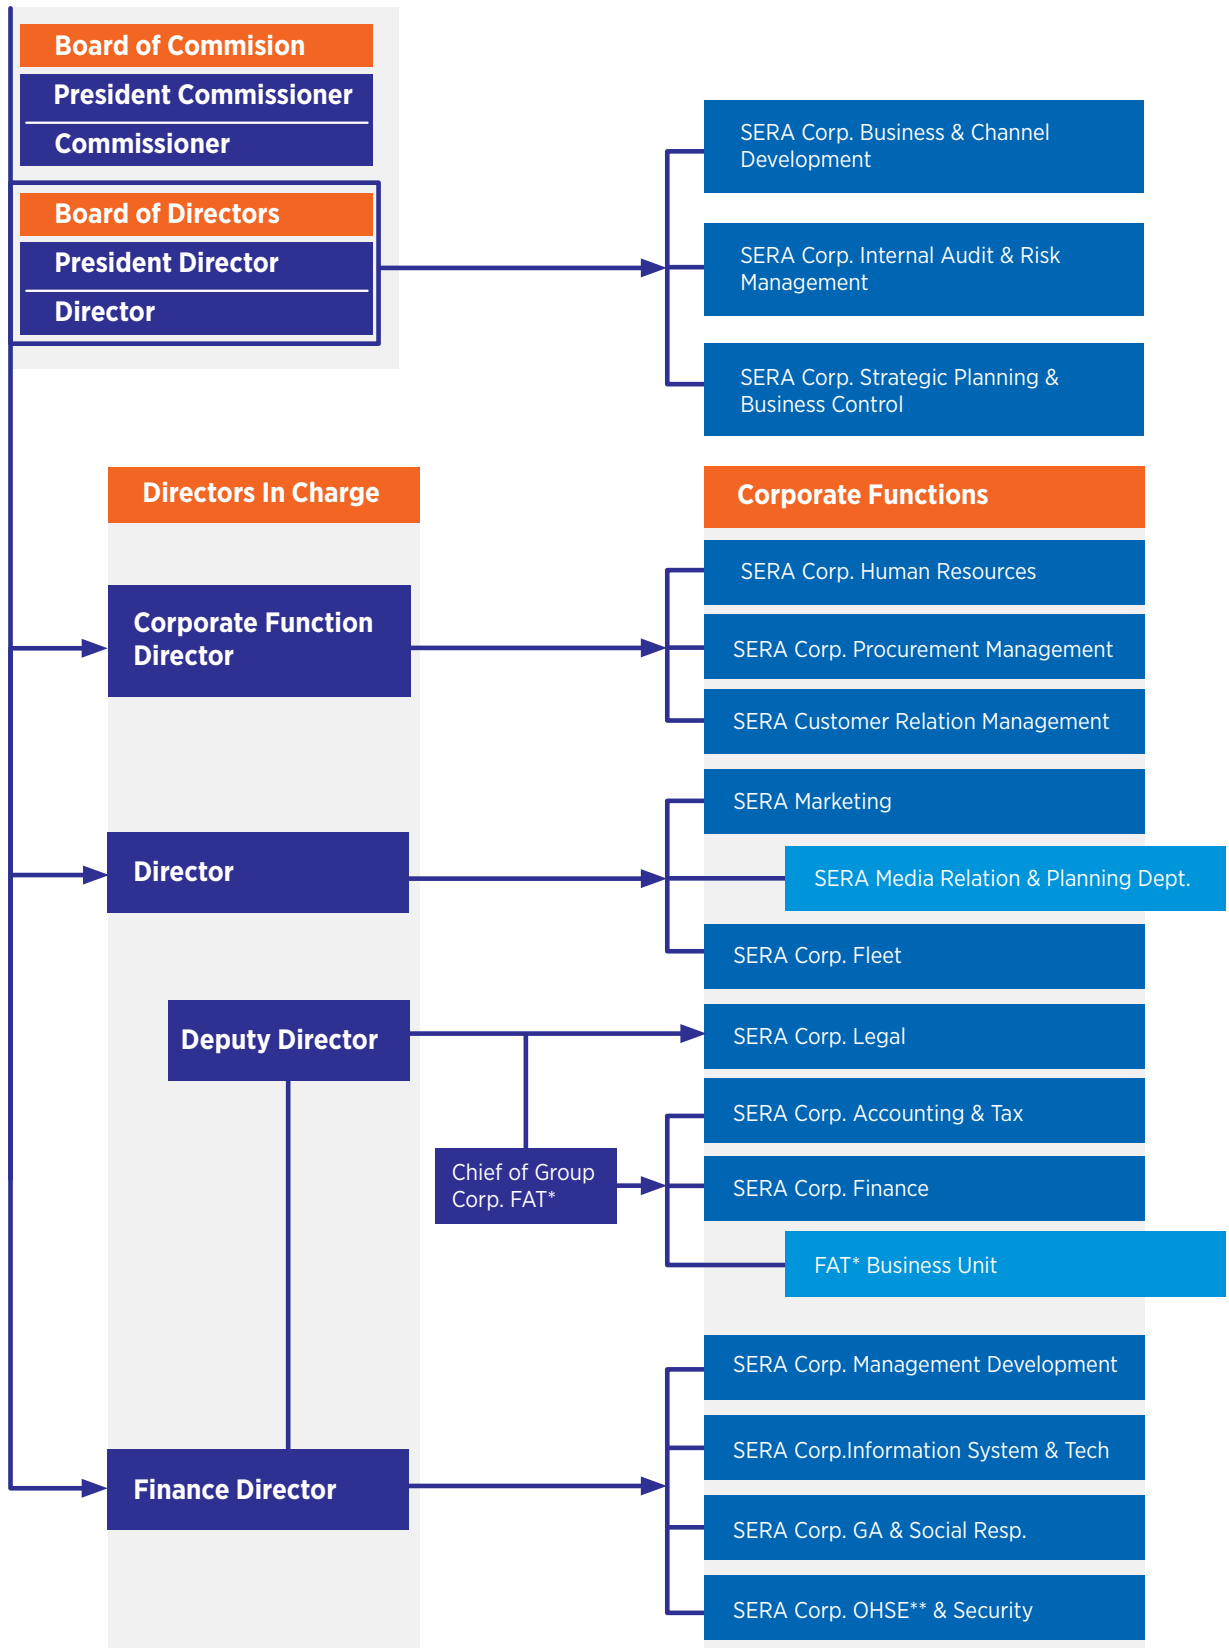 Board of Commision
President Commissioner
Commissioner
Board of Directors
President Director
Director
SERA Corp. Business & Channel
Development
SERA Corp. Internal Audit & Risk
Management
SERA Corp. Strategic Planning &
Business Control
Directors In Charge
Corporate Functions
Corporate Function
Director
SERA Corp. Human Resources
SERA Corp. Procurement Management
SERA Customer Relation Management
Director
SERA Marketing
SERA Media Relation & Planning Dept.
SERA Corp. Fleet
Deputy Director
SERA Corp. Legal
Chief of Group
Corp. FAT*
SERA Corp. Accounting & Tax
SERA Corp. Finance
FAT* Business Unit
Finance Director
SERA Corp. Management Development
SERA Corp.Information System & Tech
SERA Corp. GA & Social Resp.
SERA Corp. OHSE** & Security